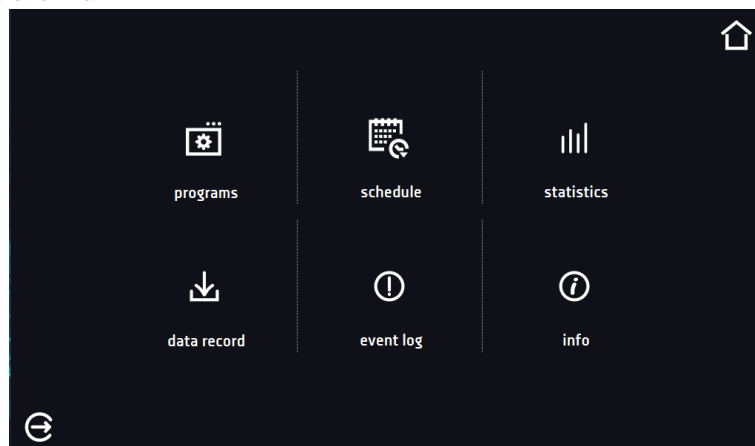 programs
schedule
statistics
data record
event log
info